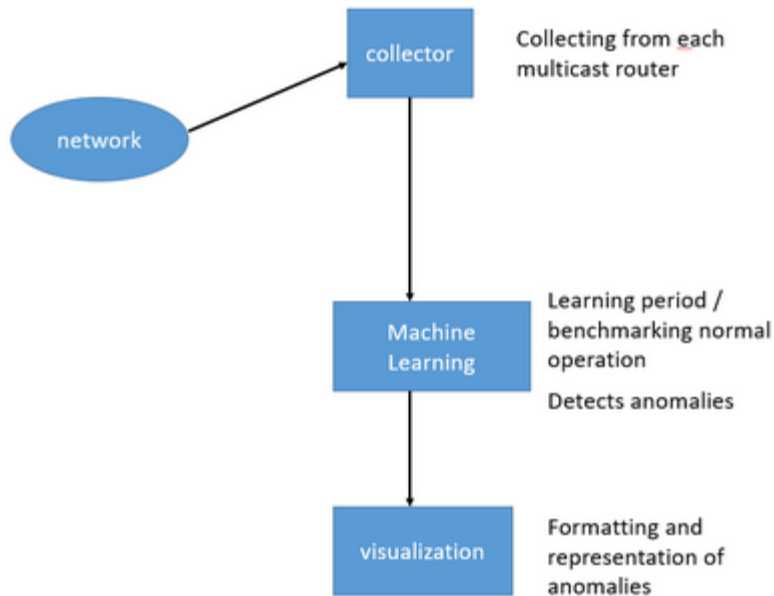 collector
Collecting from each
multicast router
network
Machine
Learning
Learning period /
benchmarking normal
operation
Detects anomalies
visualization
Formatting and
representation of
anomalies